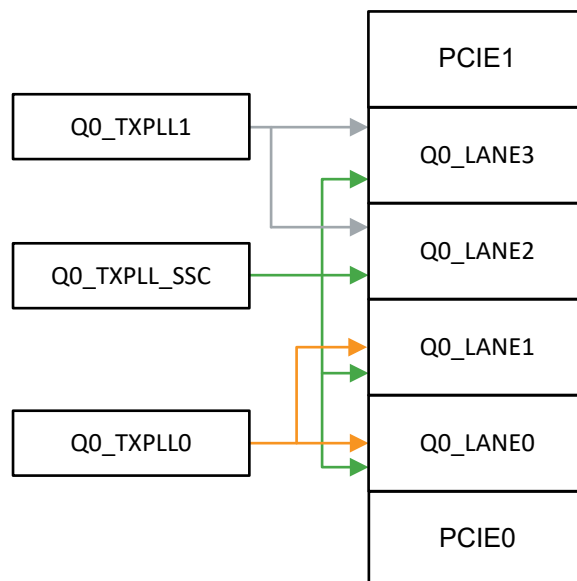 PCIE1
Q0_TXPLL1
Q0_LANE3
Q0_LANE2
Q0_TXPLL_SSC
Q0_LANE1
Q0_TXPLL0
Q0_LANE0
PCIE0